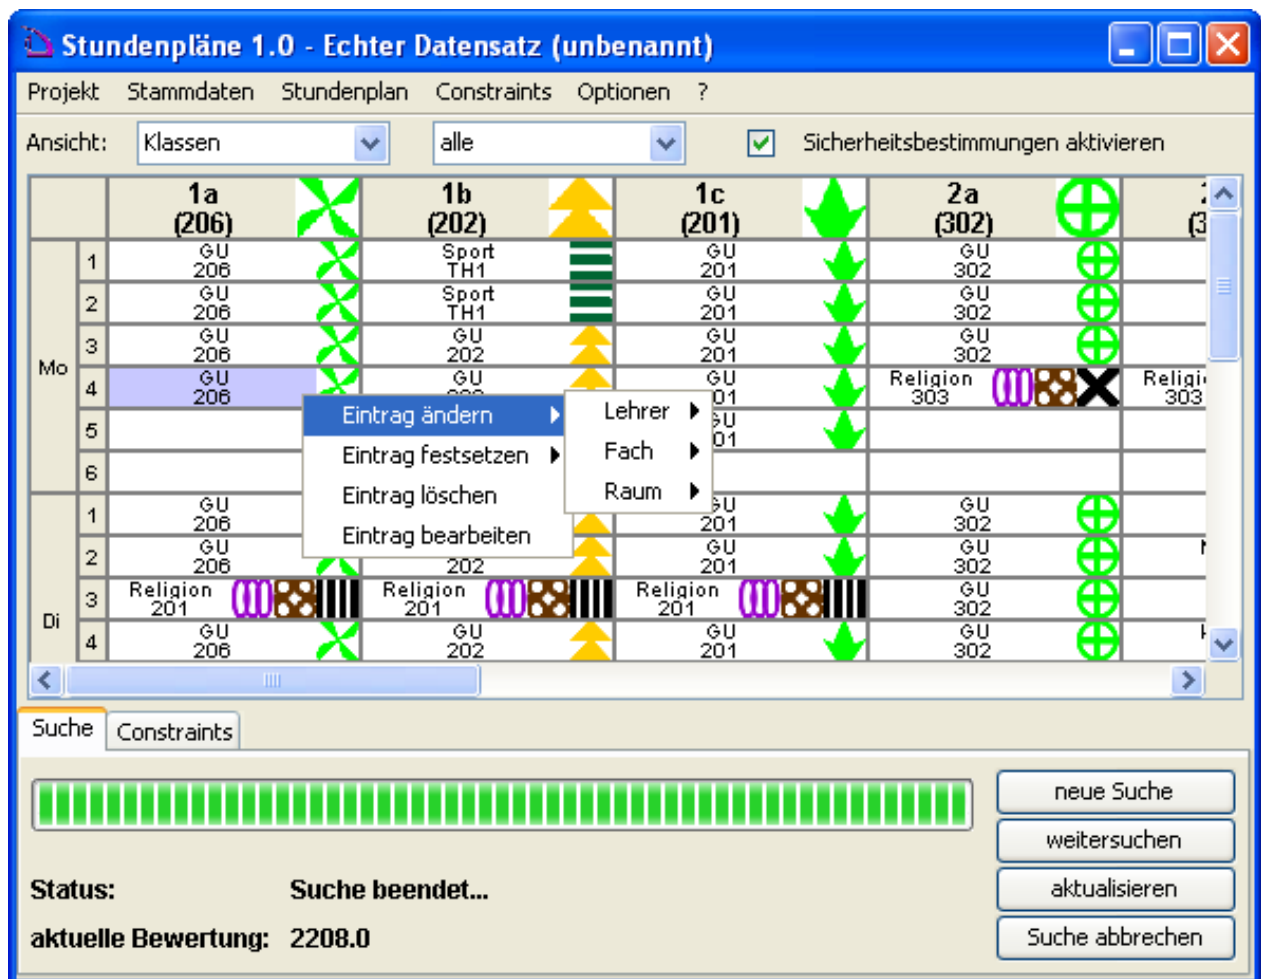 Stundenpläne 1.0 - Echter Datensatz (unbenannt)
Projekt Stammdaten Stundenplan Constraints Optionen ?
Ansicht: Klassen alle Sicherheitsbestimmungen aktivieren
1a 1b 1c 2a
(206) (202) (201) (302)
Mo
1 GU Sport GU GU
206 TH1 201 302
2 GU Sport GU GU
206 TH1 201 302
3 GU GU GU GU
206 202 201 302
4 GU GU GU Religion
206 303
5
6
Eintrag ändern
Eintrag festsetzen
Eintrag löschen
Eintrag bearbeiten
Lehrer
Fach
Raum
Di
1 GU GU
206 201 302
2 GU GU GU
206 202 201 302
3 Religion Religion Religion GU
201 201 201 302
4 GU GU GU GU
206 202 201 302
Suche Constraints
neue Suche
weitersuchen
Status: Suche beendet... aktualisieren
aktuelle Bewertung: 2208.0 Suche abbrechen